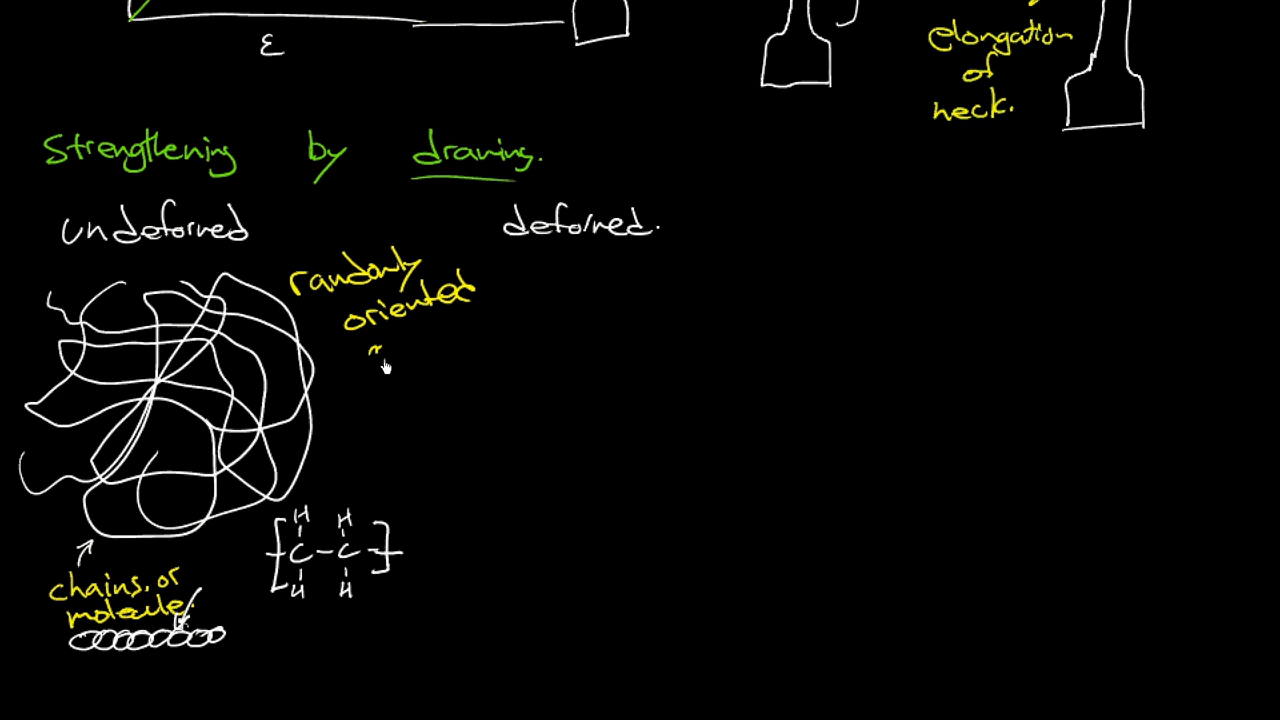 ε
elongation
of
neck.
Strengthening by drawing.
undeformed
deformed.
randomly
oriented
H H
[-C-C-]
H H
chains. or
molecule.